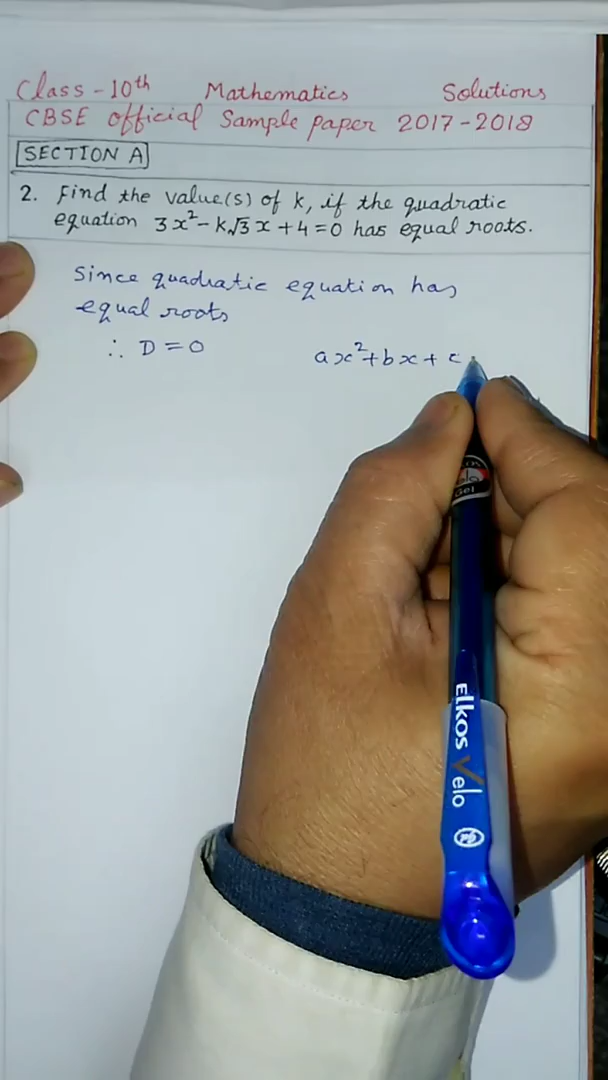 Class - 10th Mathematics Solutions
CBSE official Sample paper 2017-2018
SECTION A
2. Find the value(s) of k, if the quadratic
equation 3x² - k√3 x + 4 = 0 has equal roots.
Since quadratic equation has
equal roots
∴ D = 0 ax² + bx + c
Elkos Velo
Gel